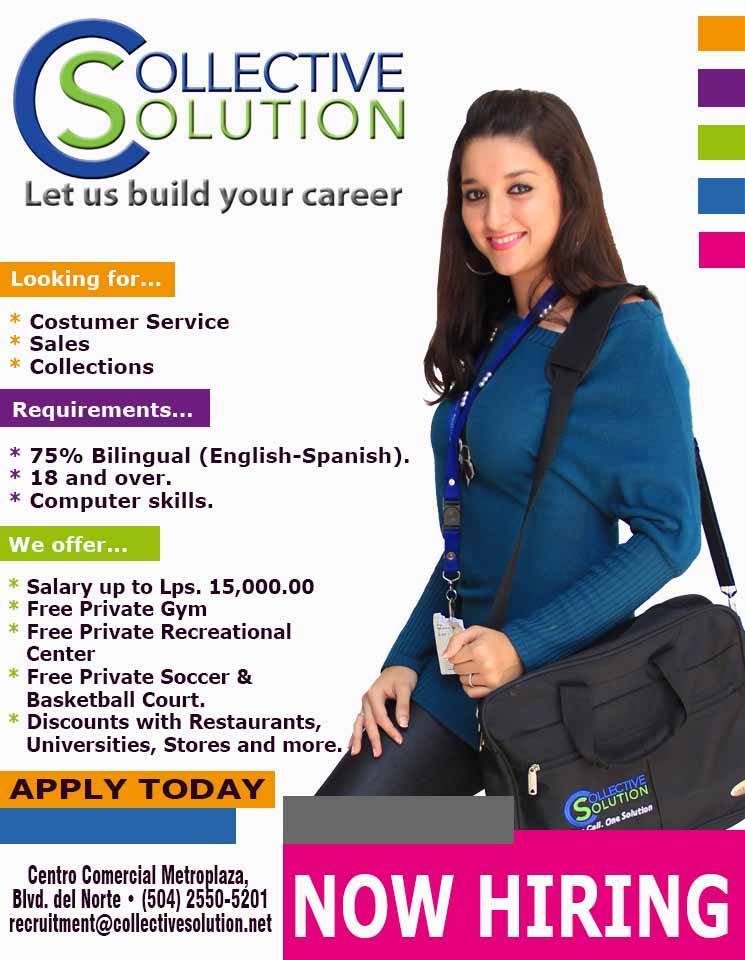 COLLECTIVE
SOLUTION
Let us build your career
Looking for...
* Costumer Service
* Sales
* Collections
Requirements...
* 75% Bilingual (English-Spanish).
* 18 and over.
* Computer skills.
We offer...
* Salary up to Lps. 15,000.00
* Free Private Gym
* Free Private Recreational
Center
* Free Private Soccer &
Basketball Court.
* Discounts with Restaurants,
Universities, Stores and more.
APPLY TODAY
Centro Comercial Metroplaza,
Blvd. del Norte • (504) 2550-5201
recruitment@collectivesolution.net
COLLECTIVE
SOLUTION
Call. One Solution
NOW HIRING